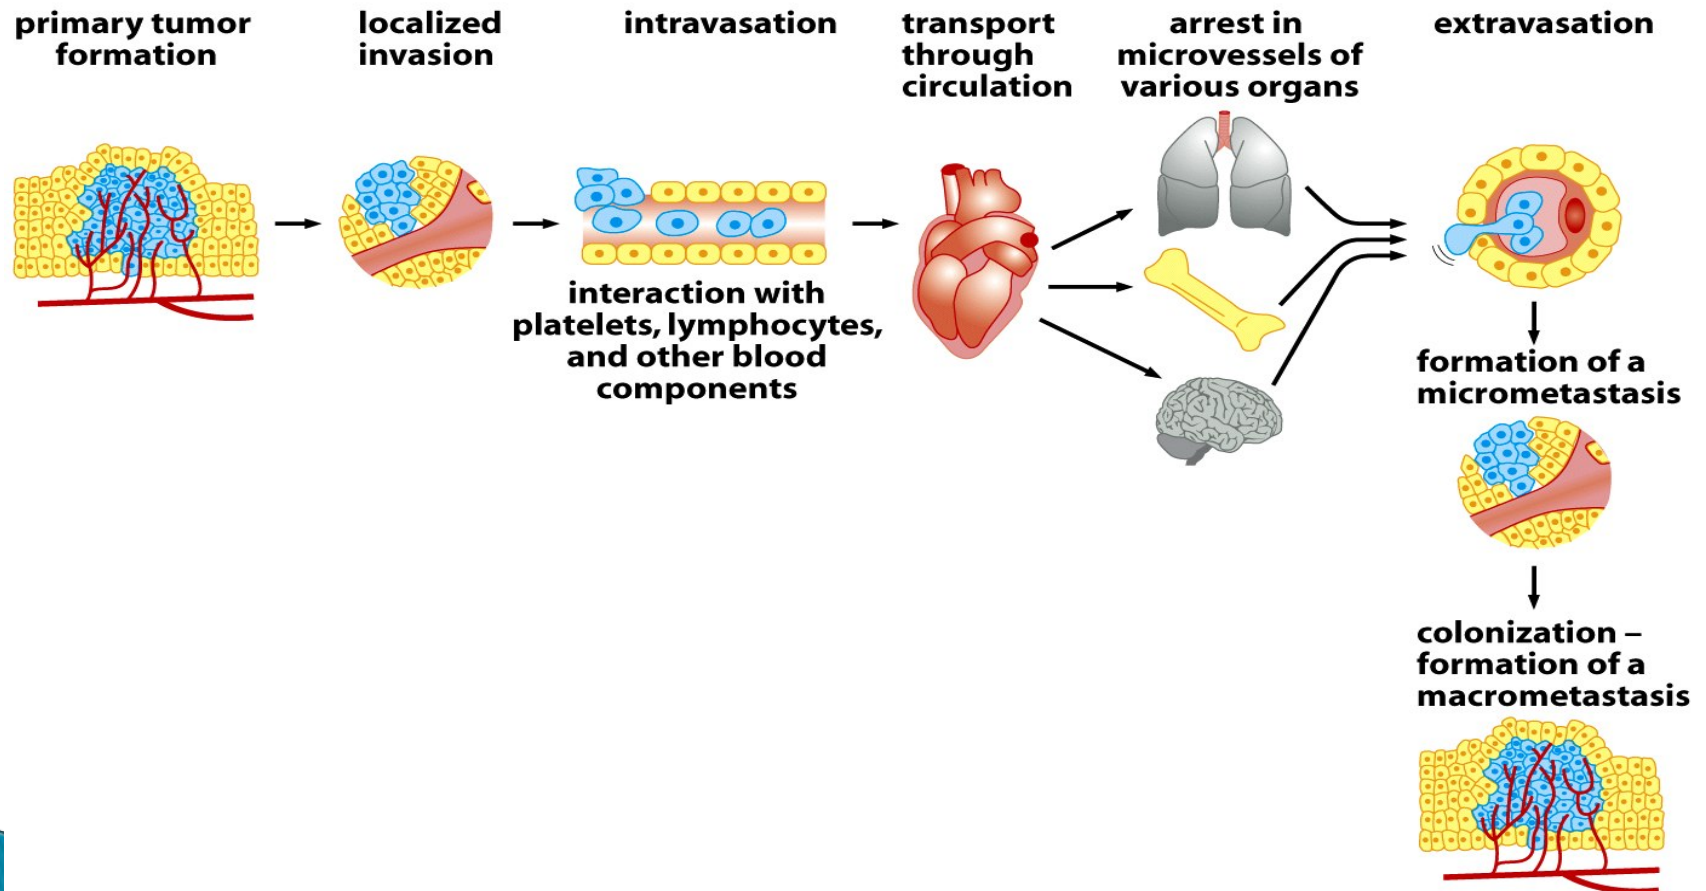 primary tumor
formation
localized
invasion
intravasation
interaction with
platelets, lymphocytes,
and other blood
components
transport
through
circulation
arrest in
microvessels of
various organs
extravasation
formation of a
micrometastasis
colonization –
formation of a
macrometastasis